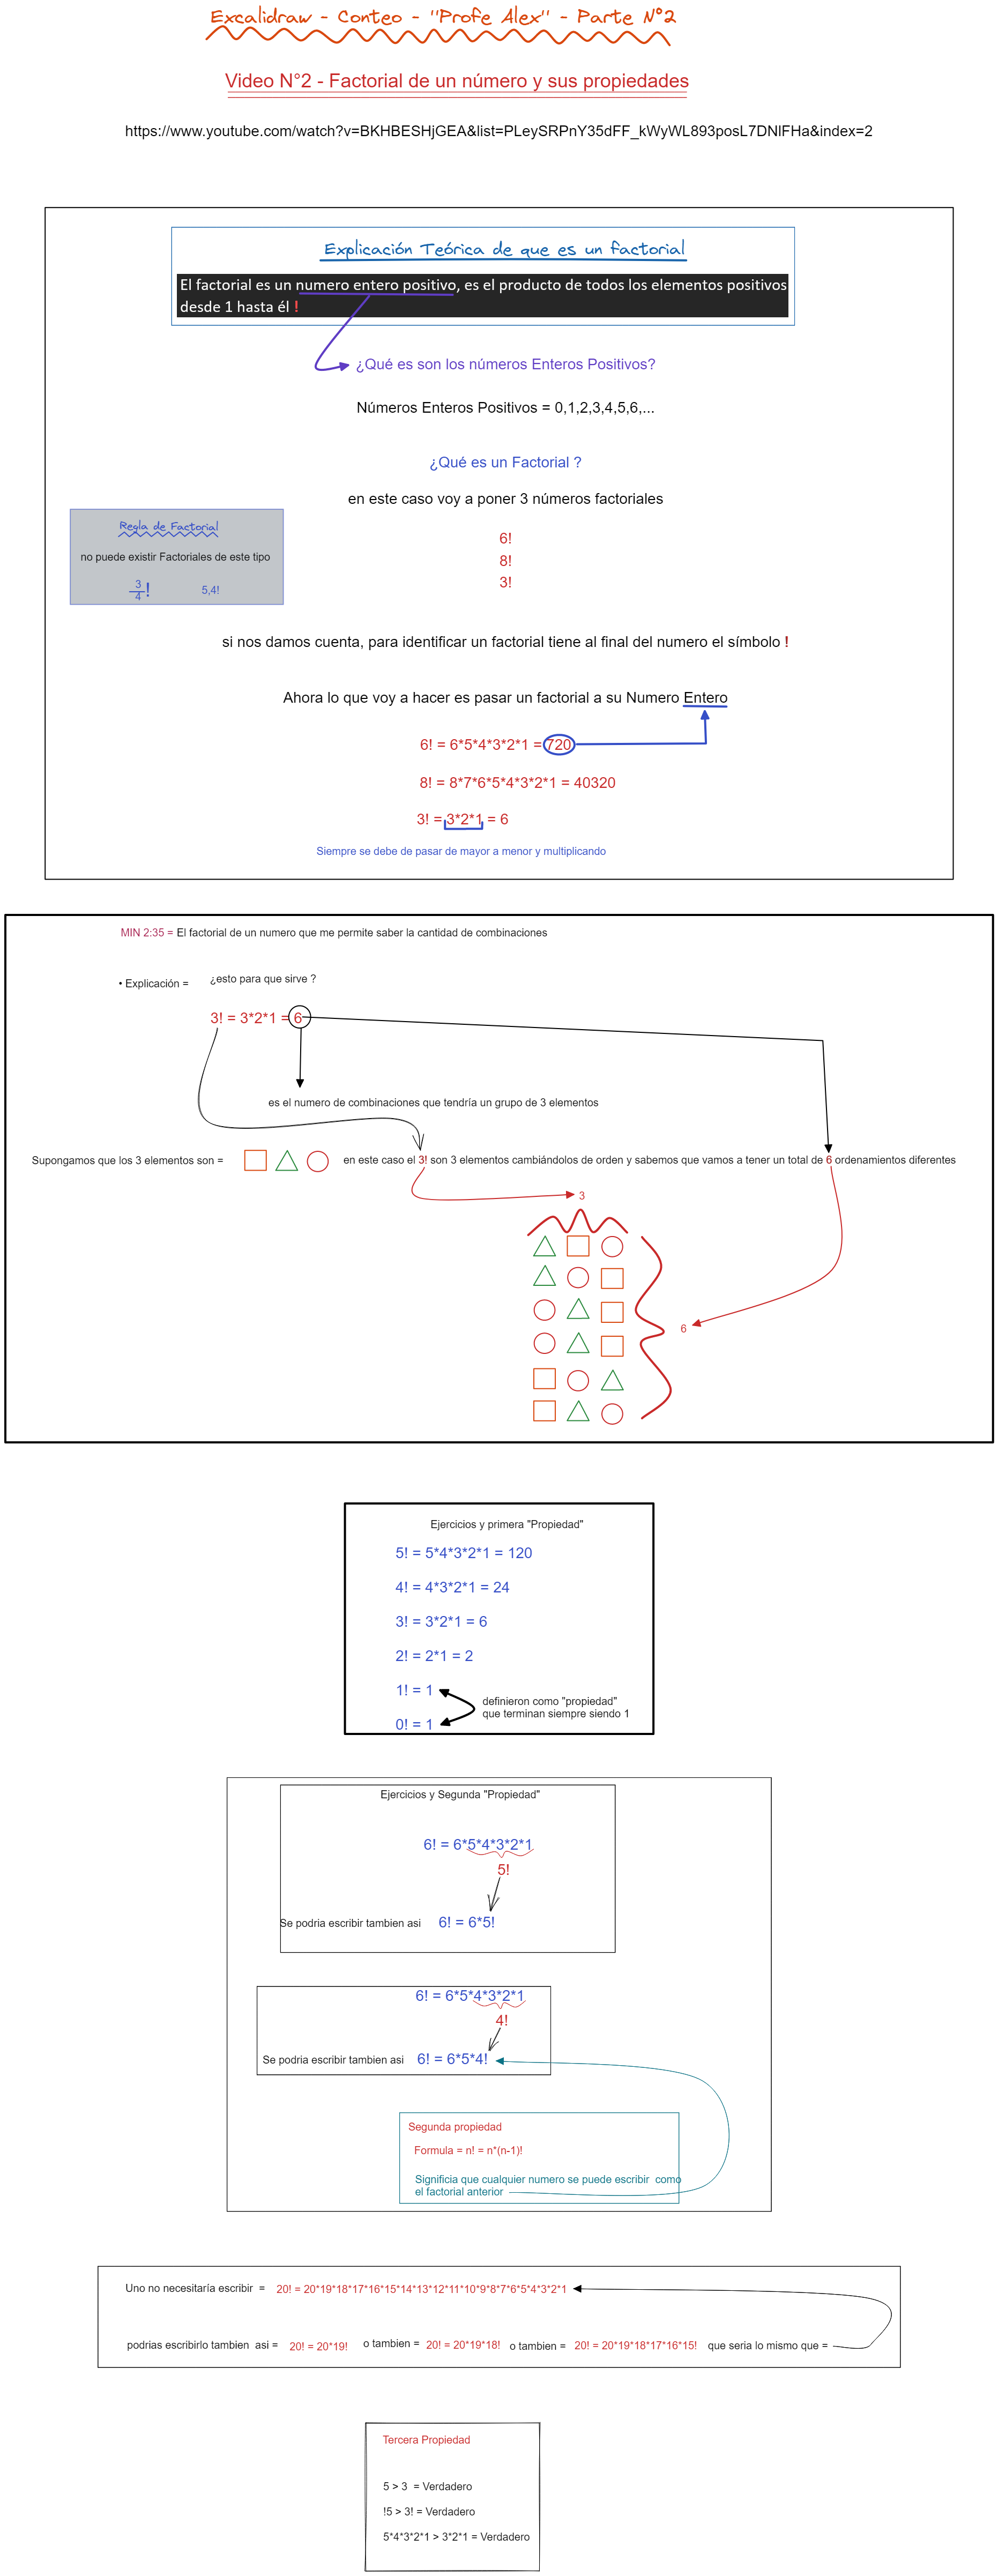 Excalidraw - Conteo - "Profe Alex" - Parte N°2
Video N°2 - Factorial de un número y sus propiedades
https://www.youtube.com/watch?v=BKHBESHjGEA&list=PLeySRPnY35dFF_kWyWL893posL7DNlFHa&index=2
Explicación Teórica de que es un factorial
El factorial es un numero entero positivo, es el producto de todos los elementos positivos
desde 1 hasta él !
¿Qué es son los números Enteros Positivos?
Números Enteros Positivos = 0,1,2,3,4,5,6,...
¿Qué es un Factorial ?
en este caso voy a poner 3 números factoriales
6!
8!
3!
Regla de Factorial
no puede existir Factoriales de este tipo
3/4 ! 5,4!
si nos damos cuenta, para identificar un factorial tiene al final del numero el símbolo !
Ahora lo que voy a hacer es pasar un factorial a su Numero Entero
6! = 6*5*4*3*2*1 = 720
8! = 8*7*6*5*4*3*2*1 = 40320
3! = 3*2*1 = 6
Siempre se debe de pasar de mayor a menor y multiplicando
MIN 2:35 = El factorial de un numero que me permite saber la cantidad de combinaciones
• Explicación = ¿esto para que sirve ?
3! = 3*2*1 = 6
es el numero de combinaciones que tendría un grupo de 3 elementos
Supongamos que los 3 elementos son =
en este caso el 3! son 3 elementos cambiándolos de orden y sabemos que vamos a tener un total de 6 ordenamientos diferentes
3
6
Ejercicios y primera "Propiedad"
5! = 5*4*3*2*1 = 120
4! = 4*3*2*1 = 24
3! = 3*2*1 = 6
2! = 2*1 = 2
1! = 1
0! = 1
definieron como "propiedad"
que terminan siempre siendo 1
Ejercicios y Segunda "Propiedad"
6! = 6*5*4*3*2*1
5!
Se podria escribir tambien asi 6! = 6*5!
6! = 6*5*4*3*2*1
4!
Se podria escribir tambien asi 6! = 6*5*4!
Segunda propiedad
Formula = n! = n*(n-1)!
Significia que cualquier numero se puede escribir como
el factorial anterior
Uno no necesitaría escribir = 20! = 20*19*18*17*16*15*14*13*12*11*10*9*8*7*6*5*4*3*2*1
podrias escribirlo tambien asi = 20! = 20*19! o tambien = 20! = 20*19*18! o tambien = 20! = 20*19*18*17*16*15! que seria lo mismo que =
Tercera Propiedad
5 > 3 = Verdadero
!5 > 3! = Verdadero
5*4*3*2*1 > 3*2*1 = Verdadero